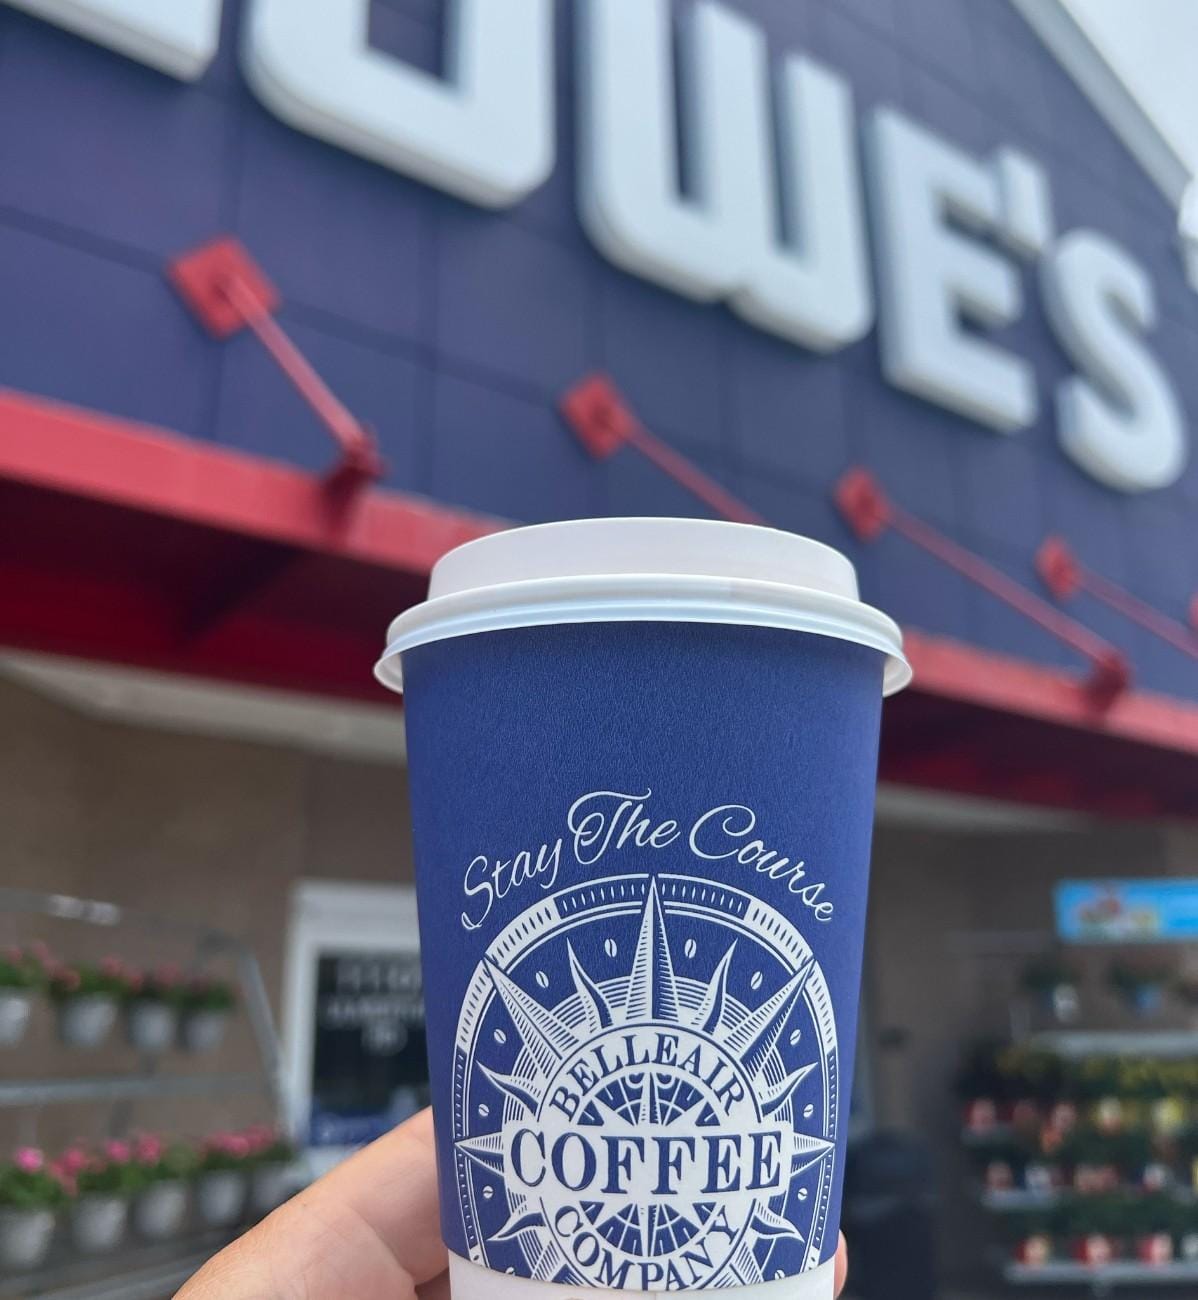 OWE'S
Stay The Course
BELLEAIR
COFFEE
COMPANY